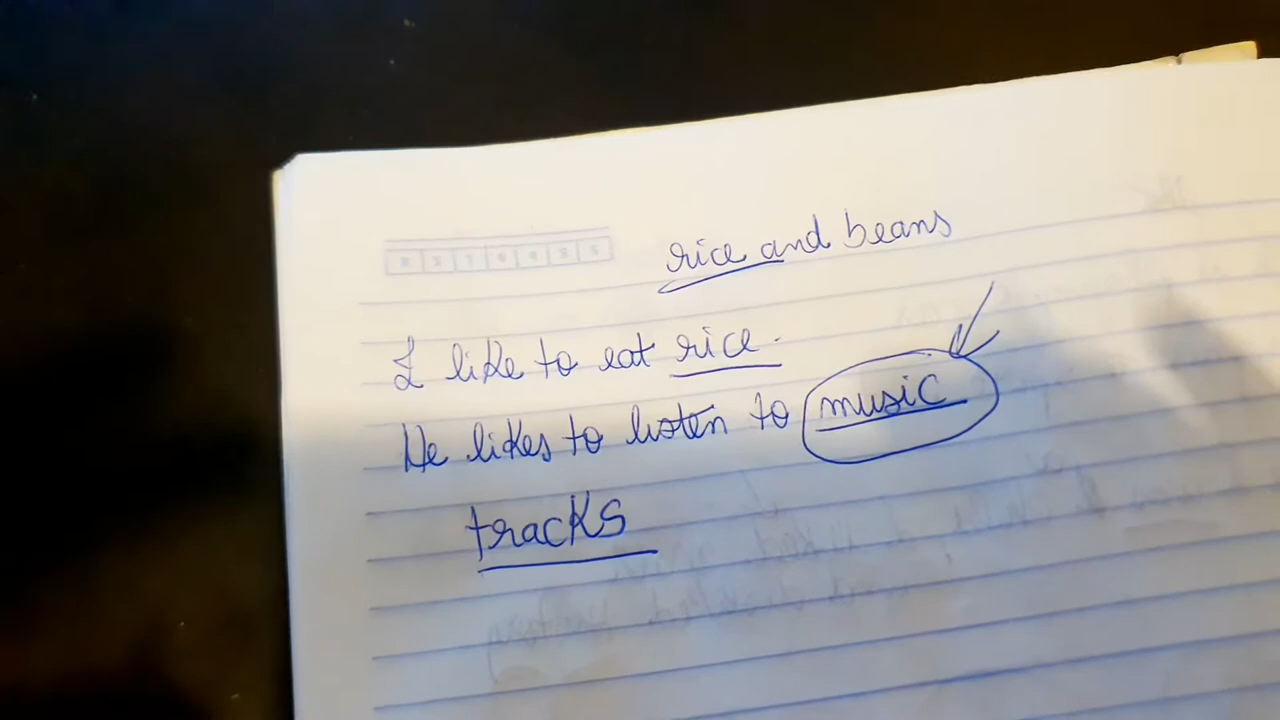 rice and beans
I like to eat rice.
He likes to listen to music
tracks